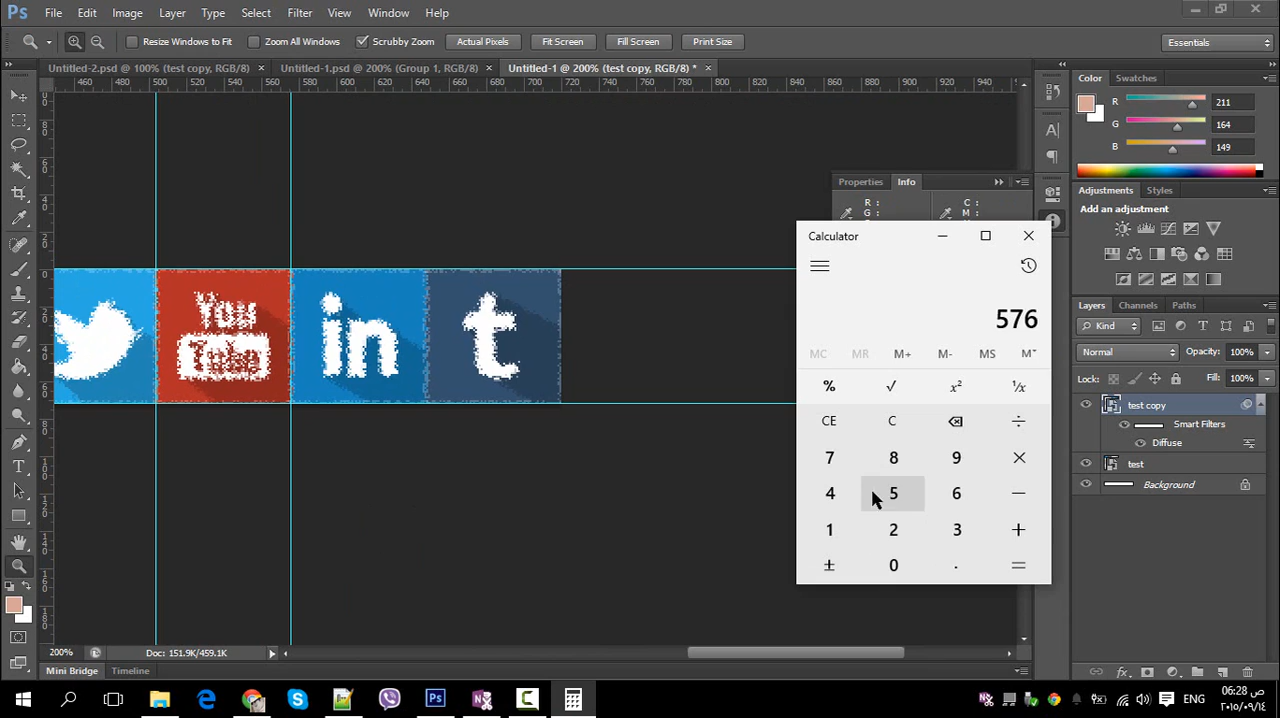 Ps File Edit Image Layer Type Select Filter View Window Help
Resize Windows to Fit Zoom All Windows Scrubby Zoom Actual Pixels Fit Screen Fill Screen Print Size Essentials
Untitled-2.psd @ 100% (test copy, RGB/8) × Untitled-1.psd @ 200% (Group 1, RGB/8) × Untitled-1 @ 200% (test copy, RGB/8) * ×
460 480 500 520 540 560 580 600 620 640 660 680 700 720 740 760 780 800 820 840 860 880 900 920 940
Color Swatches
R 211
G 164
B 149
Properties Info
R : C :
G : M :
Adjustments Styles
Add an adjustment
You
Tube
in
t
Calculator
576
MC MR M+ M- MS M
% √ x² ¹/x
CE C ÷
7 8 9 ×
4 5 6 −
1 2 3 +
± 0 . =
Layers Channels Paths
Kind
Normal Opacity: 100%
Lock: Fill: 100%
test copy
Smart Filters
Diffuse
test
Background
200% Doc: 151.9K/459.1K
Mini Bridge Timeline
ENG
06:28 ص
٢٠١٥/٠٩/١٤